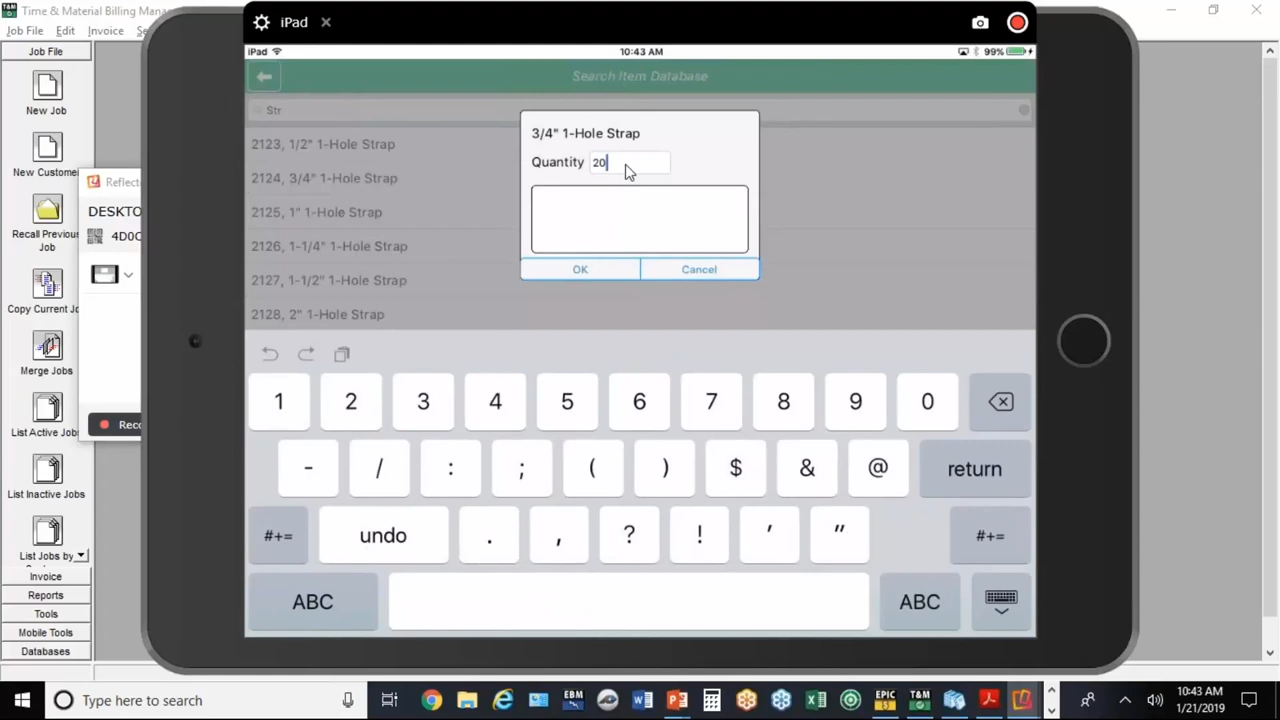 Time & Material Billing Man
Job File Edit Invoice Se
iPad
iPad 10:43 AM 99%
Search Item Database
Str
3/4" 1-Hole Strap
Quantity 20
OK Cancel
2123, 1/2" 1-Hole Strap
2124, 3/4" 1-Hole Strap
2125, 1" 1-Hole Strap
2126, 1-1/4" 1-Hole Strap
2127, 1-1/2" 1-Hole Strap
2128, 2" 1-Hole Strap
1 2 3 4 5 6 7 8 9 0
- / : ; ( ) $ & @ return
#+= undo . , ? ! ' " #+=
ABC ABC
Job File
New Job
New Custome
Recall Previous
Job
Copy Current Jo
Merge Jobs
List Active Jobs
List Inactive Jobs
List Jobs by
Invoice
Reports
Tools
Mobile Tools
Databases
Reflect
DESKTO
4D0C
Reco
Type here to search
EBM
EPIC
T&M
10:43 AM
1/21/2019